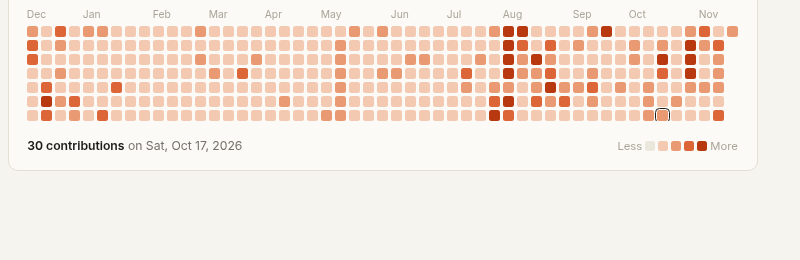 Dec Jan Feb Mar Apr May Jun Jul Aug Sep Oct Nov
30 contributions on Sat, Oct 17, 2026 Less More